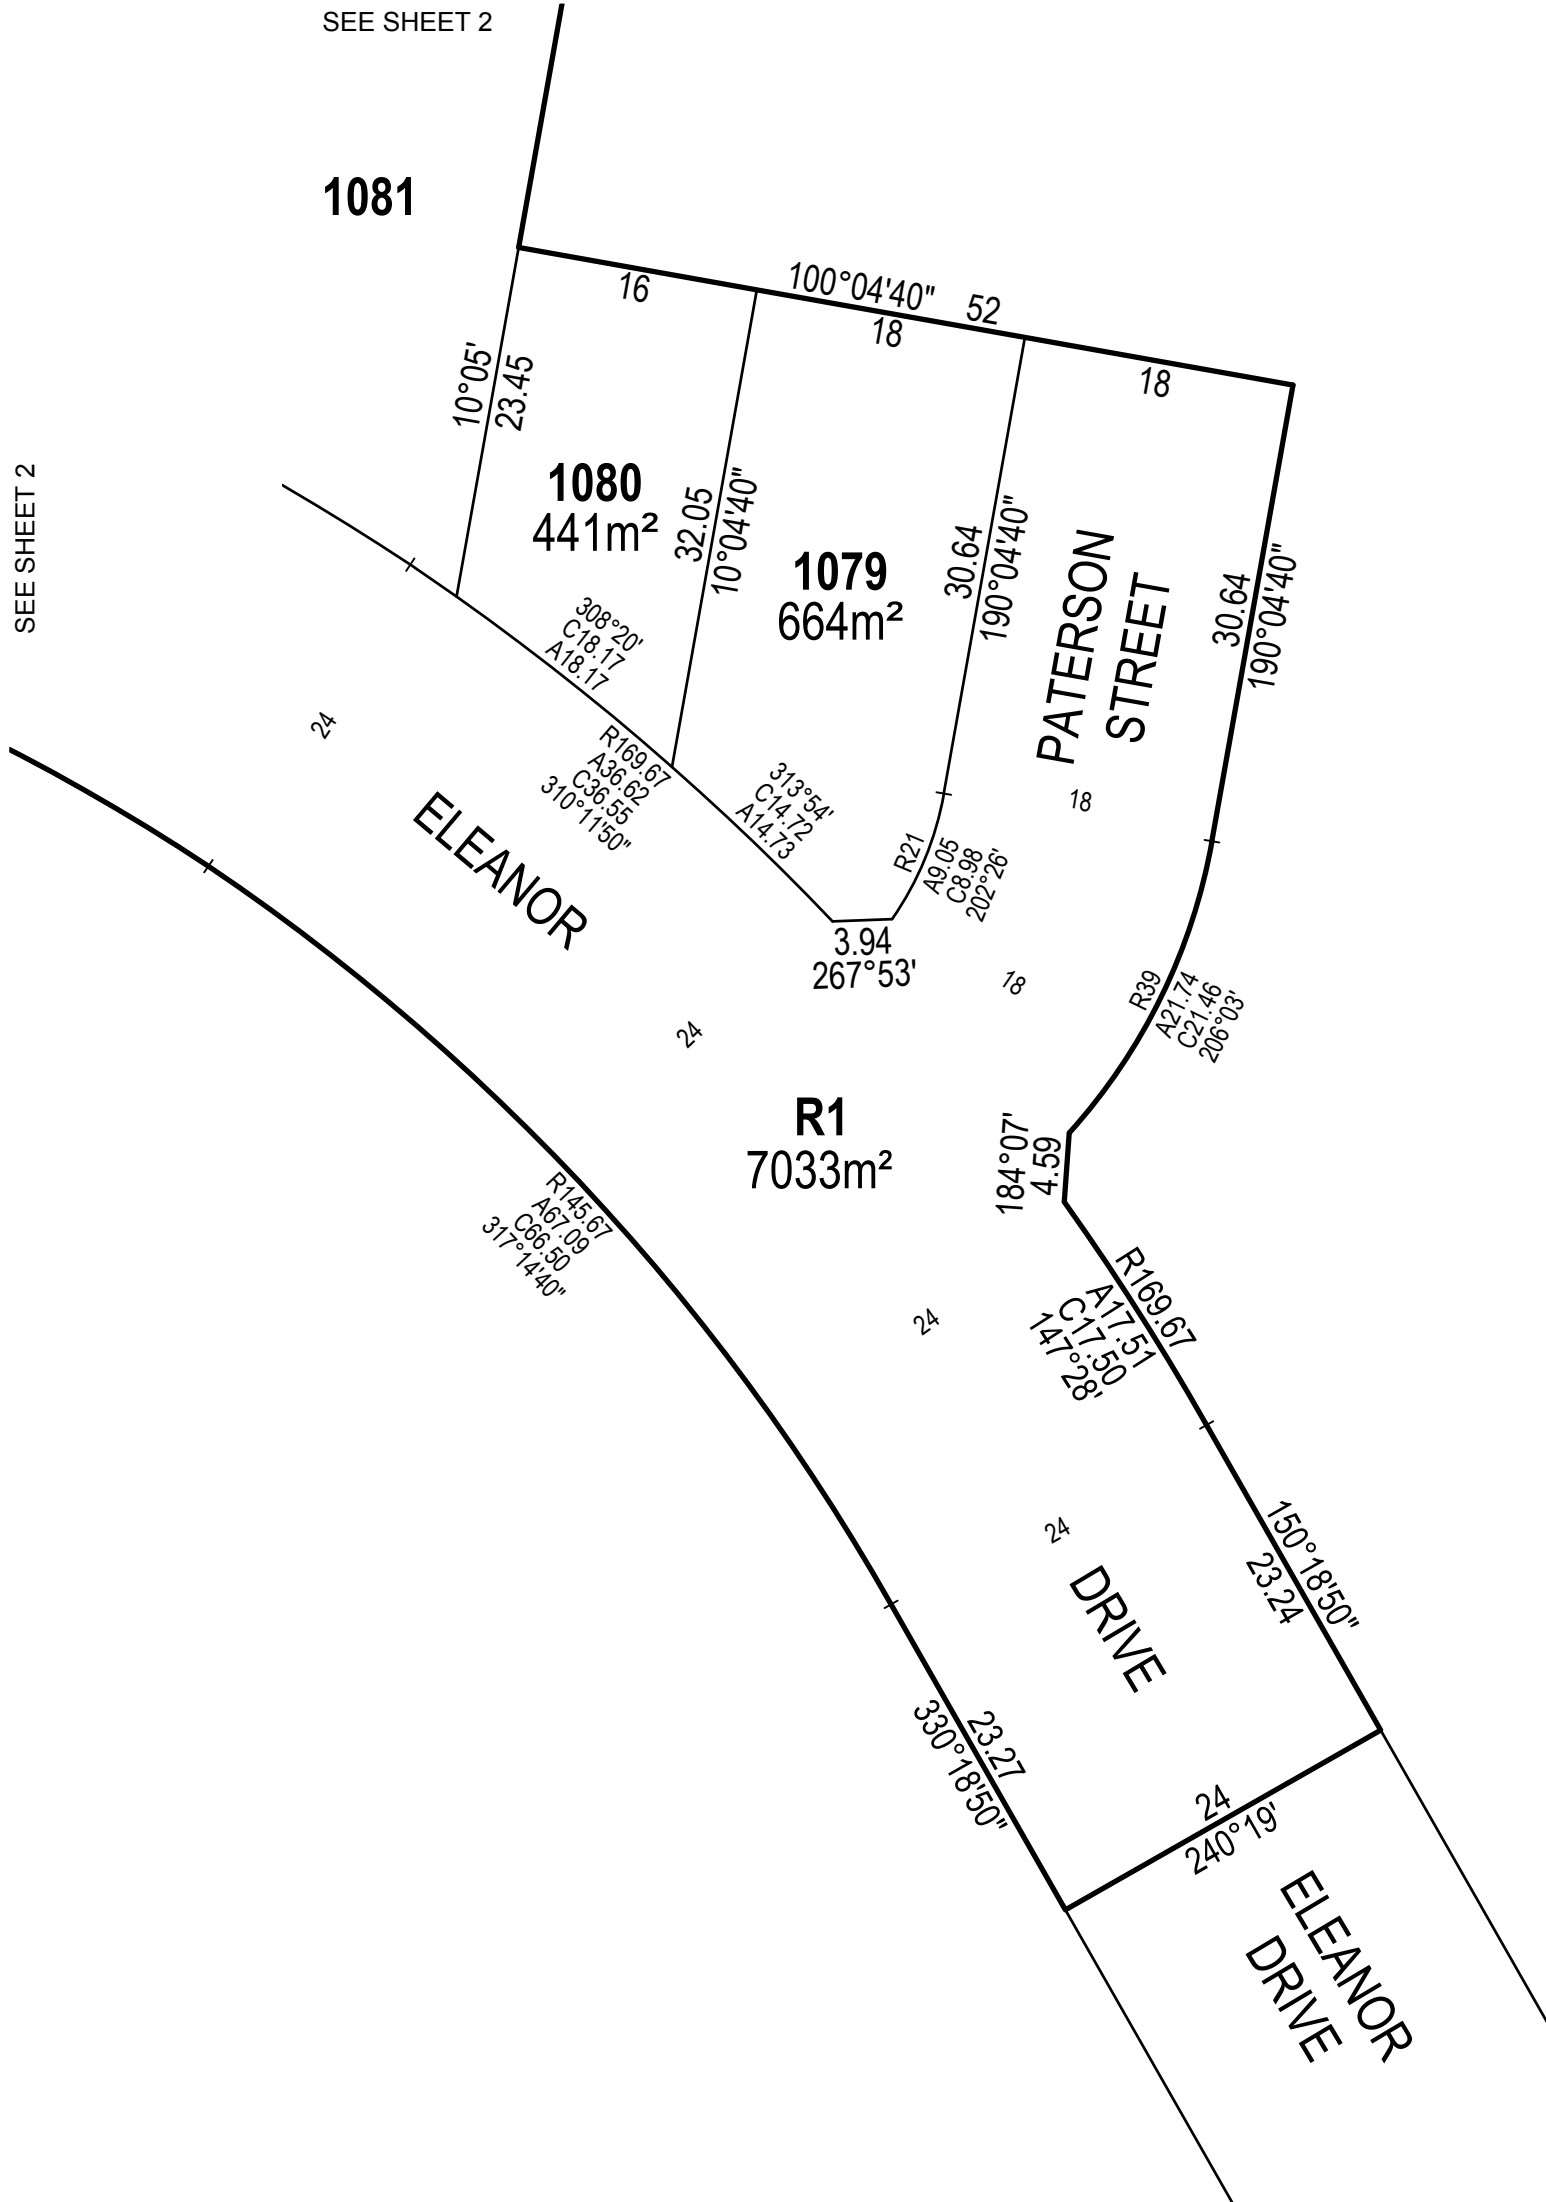 SEE SHEET 2
1081
16
100°04'40" 52
18
18
10°05'
23.45
SEE SHEET 2
1080
441m²
32.05
10°04'40"
1079
664m²
30.64
190°04'40"
PATERSON
STREET
30.64
190°04'40"
308°20'
C18.17
A18.17
24
R169.67
A36.62
C36.55
310°11'50"
313°54'
C14.72
A14.73
18
ELEANOR
R21
A9.05
C8.98
202°26'
3.94
267°53'
18
R39
A21.74
C21.46
206°03'
24
R1
7033m²
184°07'
4.59
R145.67
A67.09
C66.50
317°14'40"
24
R169.67
A17.51
C17.50
147°28'
24
150°18'50"
23.24
DRIVE
23.27
330°18'50"
24
240°19'
ELEANOR
DRIVE